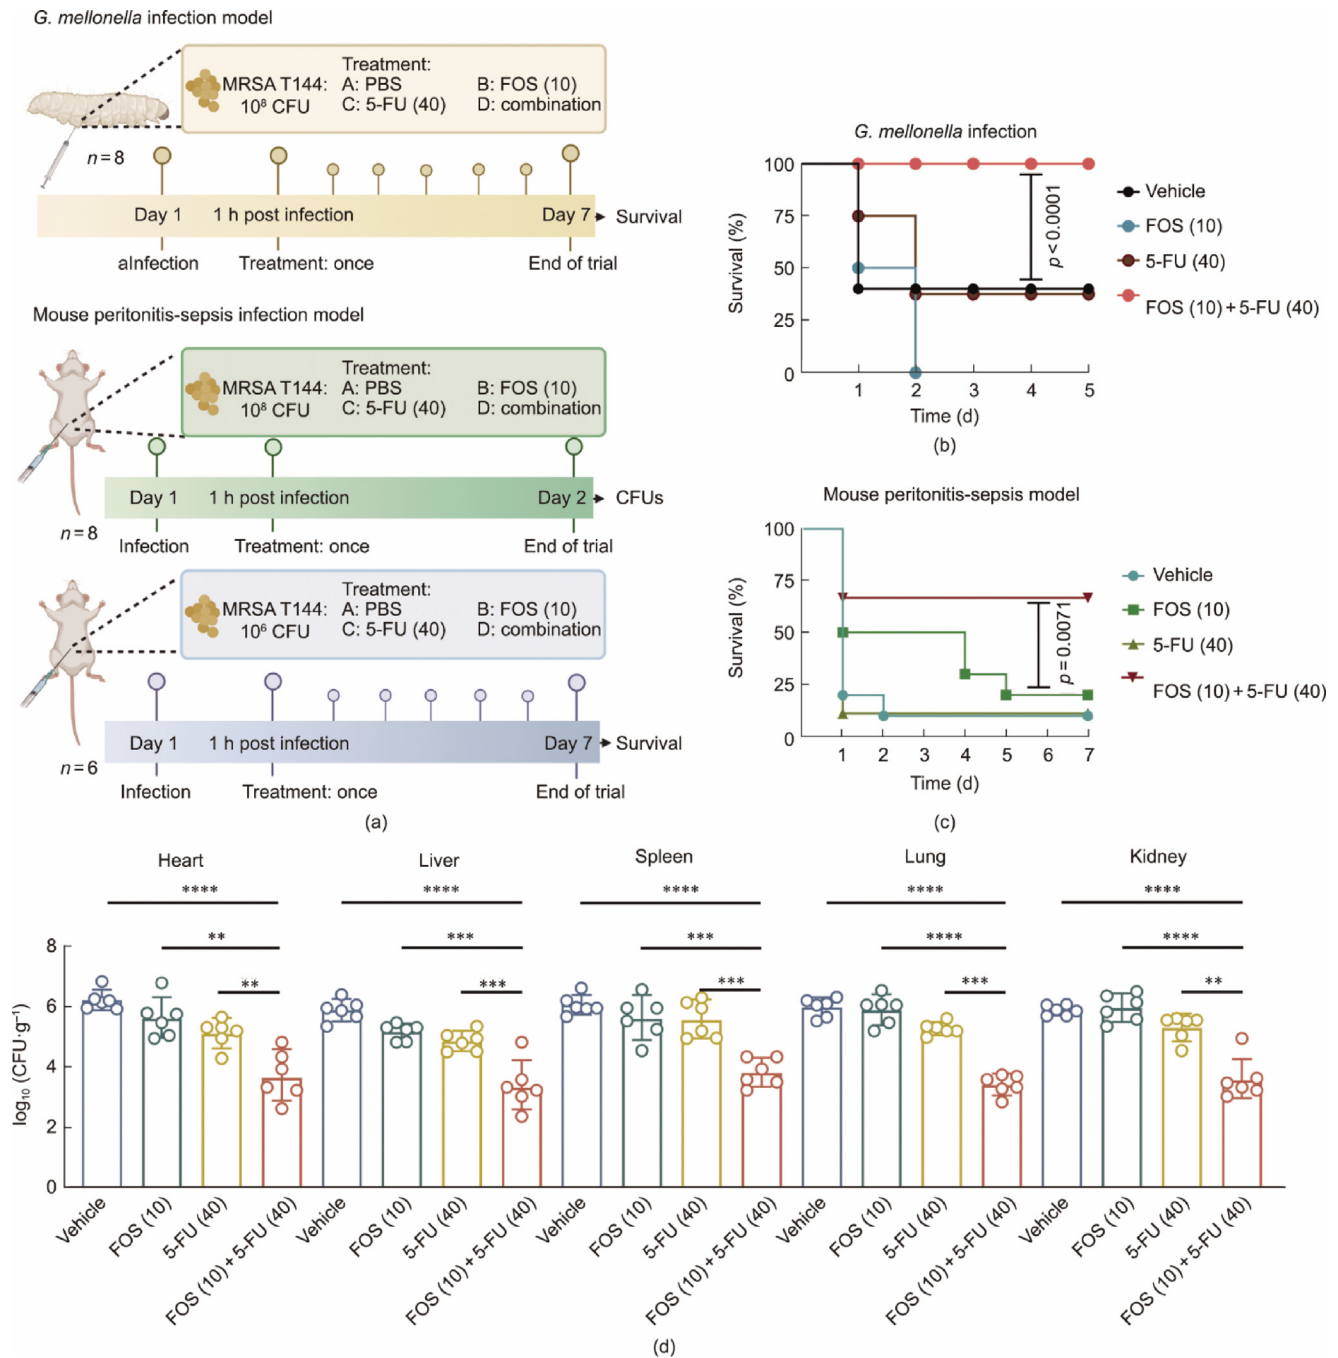 G. mellonella infection model
Treatment:
MRSA T144: A: PBS B: FOS (10)
10⁸ CFU C: 5-FU (40) D: combination
n = 8
Day 1 1 h post infection Day 7 Survival
aInfection Treatment: once End of trial
Mouse peritonitis-sepsis infection model
Treatment:
MRSA T144: A: PBS B: FOS (10)
10⁸ CFU C: 5-FU (40) D: combination
Day 1 1 h post infection Day 2 CFUs
n = 8
Infection Treatment: once End of trial
Treatment:
MRSA T144: A: PBS B: FOS (10)
10⁶ CFU C: 5-FU (40) D: combination
Day 1 1 h post infection Day 7 Survival
n = 6
Infection Treatment: once End of trial
(a)
G. mellonella infection
Survival (%)
100
75
50
25
0
1 2 3 4 5
Time (d)
p < 0.0001
Vehicle
FOS (10)
5-FU (40)
FOS (10) + 5-FU (40)
(b)
Mouse peritonitis-sepsis model
Survival (%)
100
75
50
25
0
1 2 3 4 5 6 7
Time (d)
p = 0.0071
Vehicle
FOS (10)
5-FU (40)
FOS (10) + 5-FU (40)
(c)
Heart Liver Spleen Lung Kidney
**** **** **** **** ****
** *** *** **** ****
** *** *** *** **
log₁₀ (CFU·g⁻¹)
8
6
4
2
0
Vehicle FOS (10) 5-FU (40) FOS (10) + 5-FU (40) Vehicle FOS (10) 5-FU (40) FOS (10) + 5-FU (40) Vehicle FOS (10) 5-FU (40) FOS (10) + 5-FU (40) Vehicle FOS (10) 5-FU (40) FOS (10) + 5-FU (40) Vehicle FOS (10) 5-FU (40) FOS (10) + 5-FU (40)
(d)